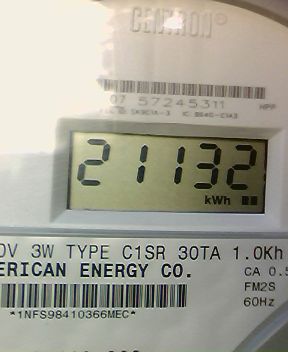 CENTRON®
07 57245311
21132
kWh
0V 3W TYPE C1SR 30TA 1.0Kh
ERICAN ENERGY CO.
CA 0.5
FM2S
60Hz
*1NFS98410366MEC*